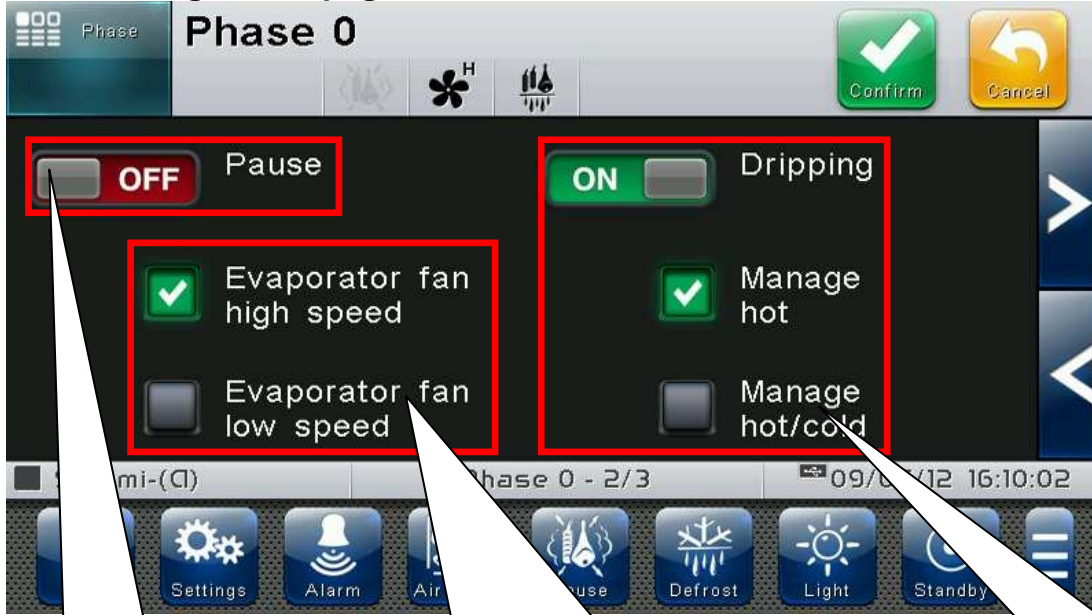 Phase
Phase 0
H
Confirm
Cancel
OFF
Pause
ON
Dripping
Evaporator fan
high speed
Manage
hot
Evaporator fan
low speed
Manage
hot/cold
Phase 0 - 2/3
16:10:02
Settings
Alarm
Air
Defrost
Light
Standby